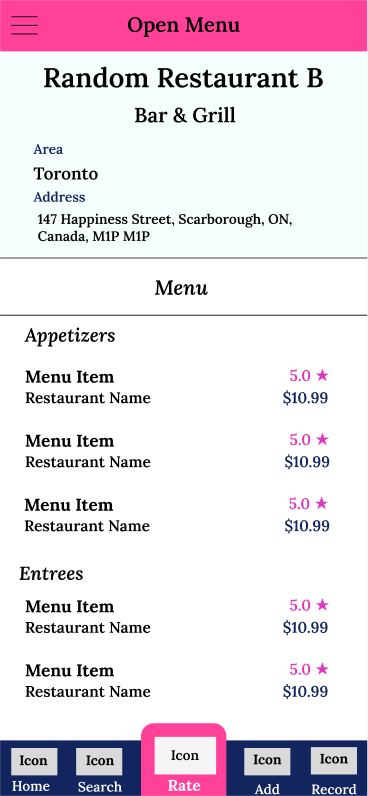 Open Menu
Random Restaurant B
Bar & Grill
Area
Toronto
Address
147 Happiness Street, Scarborough, ON,
Canada, M1P M1P
Menu
Appetizers
Menu Item 5.0 ★
Restaurant Name $10.99
Menu Item 5.0 ★
Restaurant Name $10.99
Menu Item 5.0 ★
Restaurant Name $10.99
Entrees
Menu Item 5.0 ★
Restaurant Name $10.99
Menu Item 5.0 ★
Restaurant Name $10.99
Icon Icon Icon Icon Icon
Home Search Rate Add Record